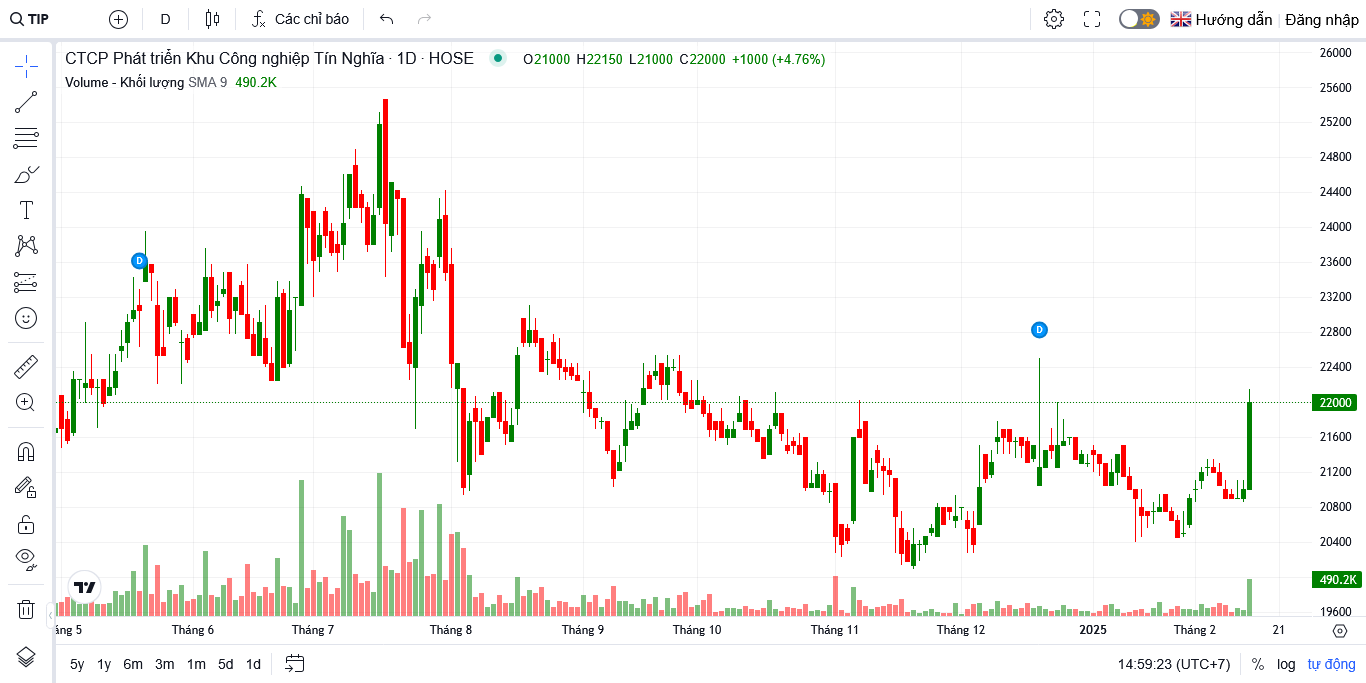 TIP D Các chỉ báo Hướng dẫn Đăng nhập
CTCP Phát triển Khu Công nghiệp Tín Nghĩa · 1D · HOSE O21000 H22150 L21000 C22000 +1000 (+4.76%)
Volume - Khối lượng SMA 9 490.2K
26000
25600
25200
24800
24400
24000
23600
23200
22800
22400
22000
21600
21200
20800
20400
490.2K
19600
D
D
áng 5 Tháng 6 Tháng 7 Tháng 8 Tháng 9 Tháng 10 Tháng 11 Tháng 12 2025 Tháng 2 21
5y 1y 6m 3m 1m 5d 1d 14:59:23 (UTC+7) % log tự động